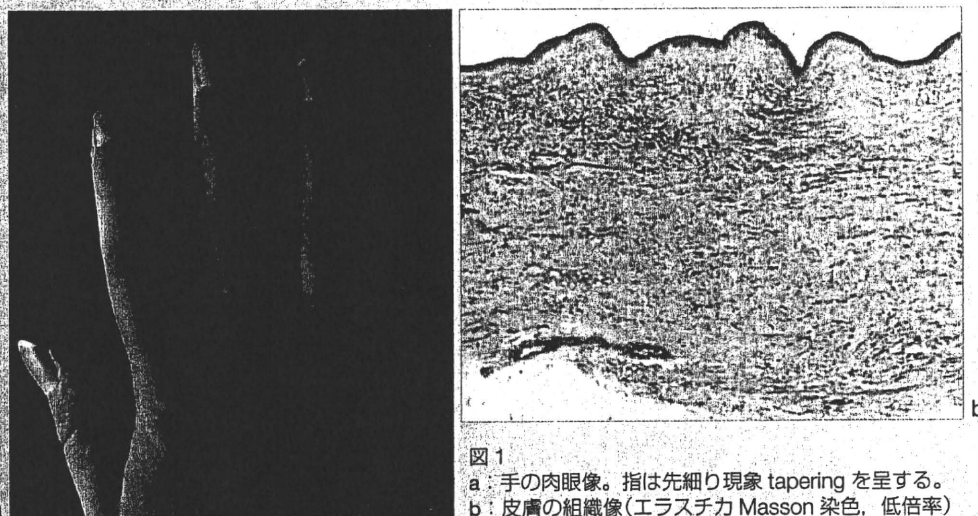 b
図1
a：手の肉眼像。指は先細り現象 tapering を呈する。
b：皮膚の組織像(エラスチカ Masson 染色，低倍率)